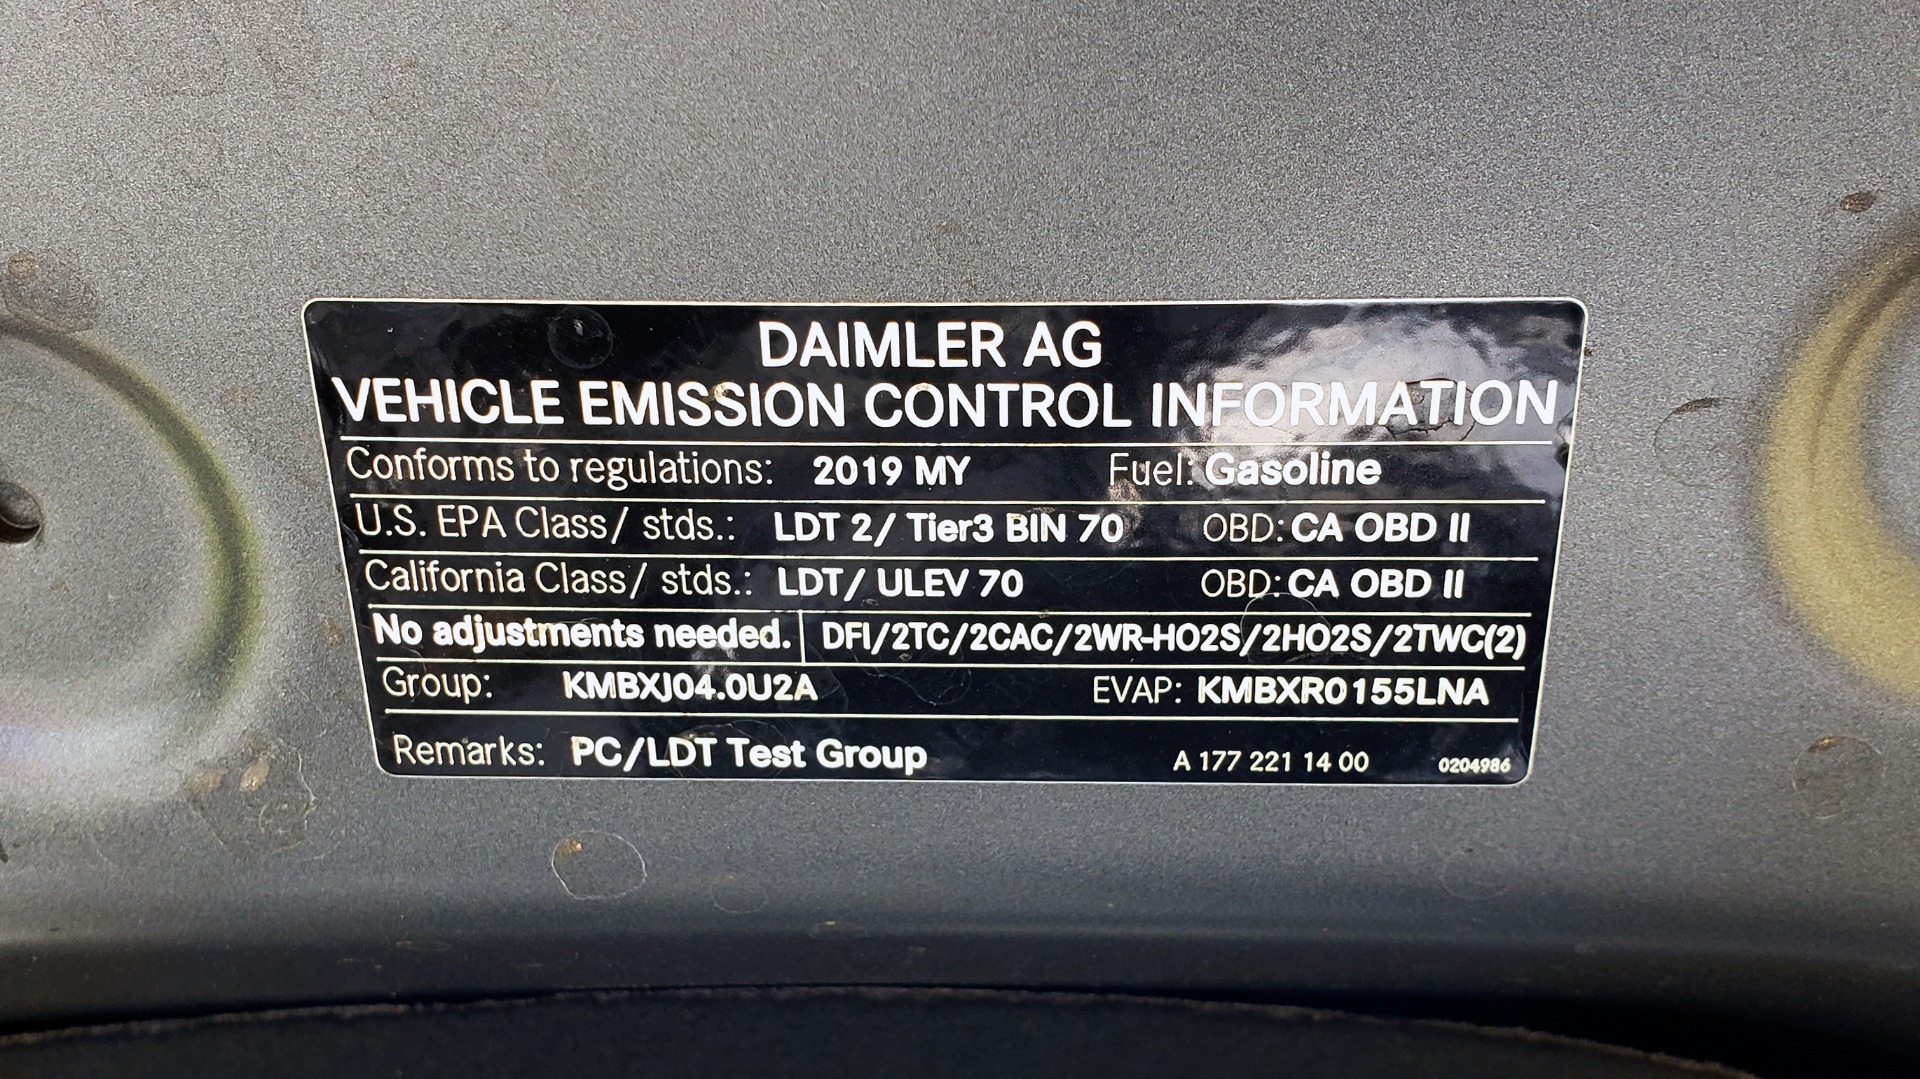 DAIMLER AG
VEHICLE EMISSION CONTROL INFORMATION
Conforms to regulations: 2019 MY Fuel: Gasoline
U.S. EPA Class/ stds.: LDT 2/ Tier3 BIN 70 OBD: CA OBD II
California Class/ stds.: LDT/ ULEV 70 OBD: CA OBD II
No adjustments needed. DFI/2TC/2CAC/2WR-HO2S/2HO2S/2TWC(2)
Group: KMBXJ04.0U2A EVAP: KMBXR0155LNA
Remarks: PC/LDT Test Group A 177 221 14 00 0204986